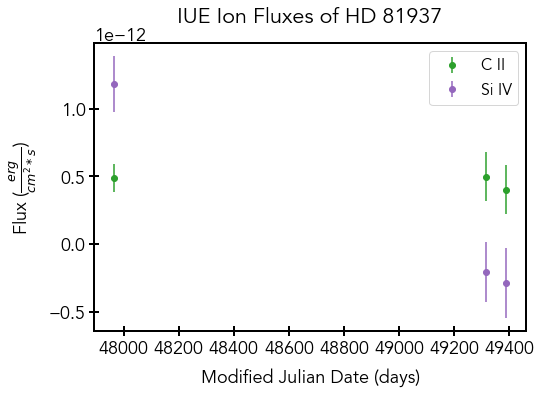 IUE Ion Fluxes of HD 81937
1e−12
C II
Si IV
1.0
0.5
0.0
−0.5
Flux (erg/cm² * s)
48000 48200 48400 48600 48800 49000 49200 49400
Modified Julian Date (days)